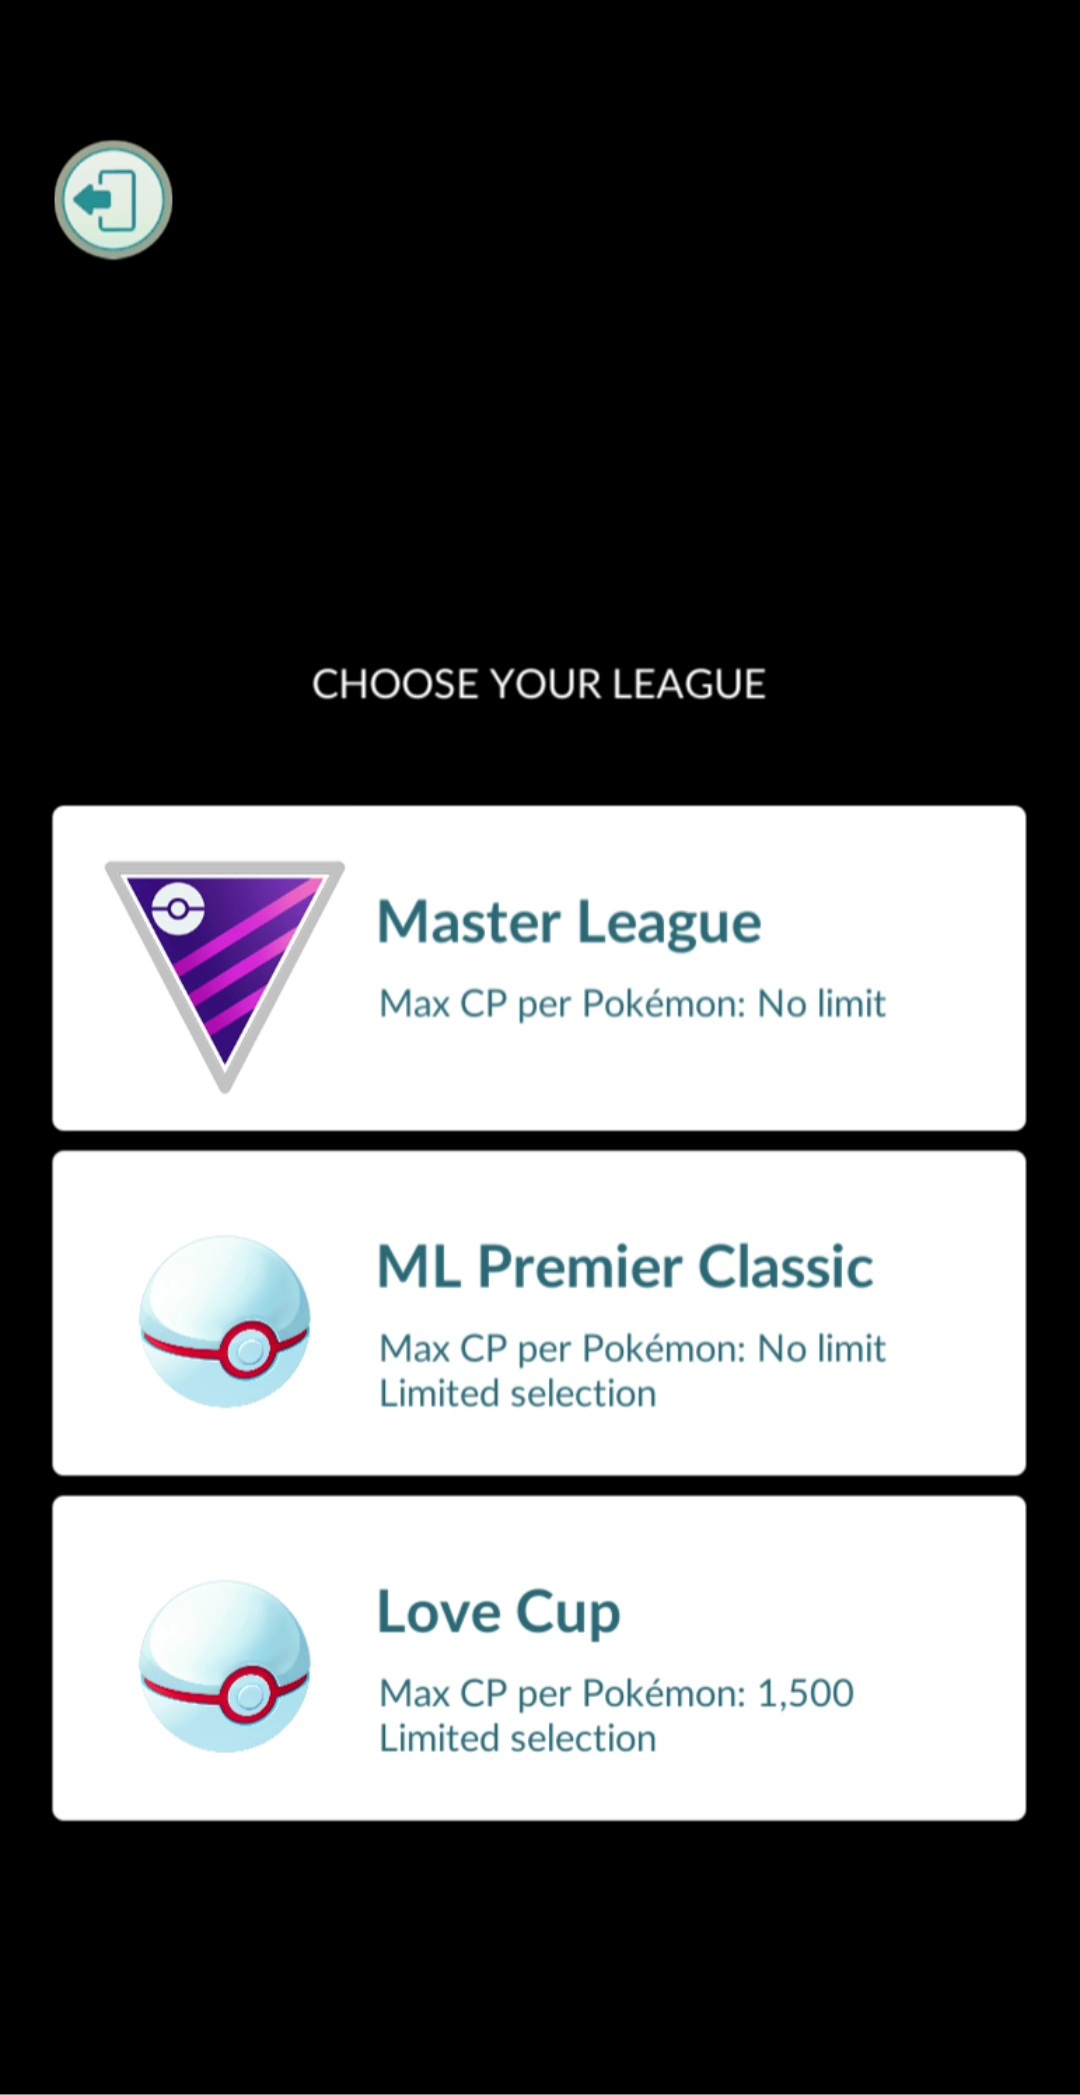 CHOOSE YOUR LEAGUE
Master League
Max CP per Pokémon: No limit
ML Premier Classic
Max CP per Pokémon: No limit
Limited selection
Love Cup
Max CP per Pokémon: 1,500
Limited selection